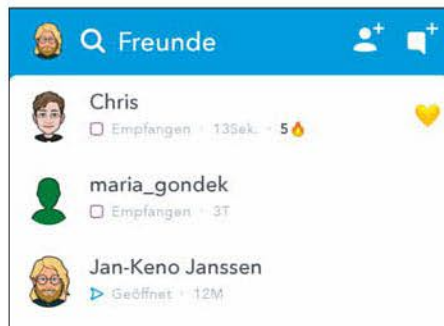 Freunde
Chris
Empfangen · 13Sek. · 5🔥
maria_gondek
Empfangen · 3T
Jan-Keno Janssen
Geöffnet · 12M